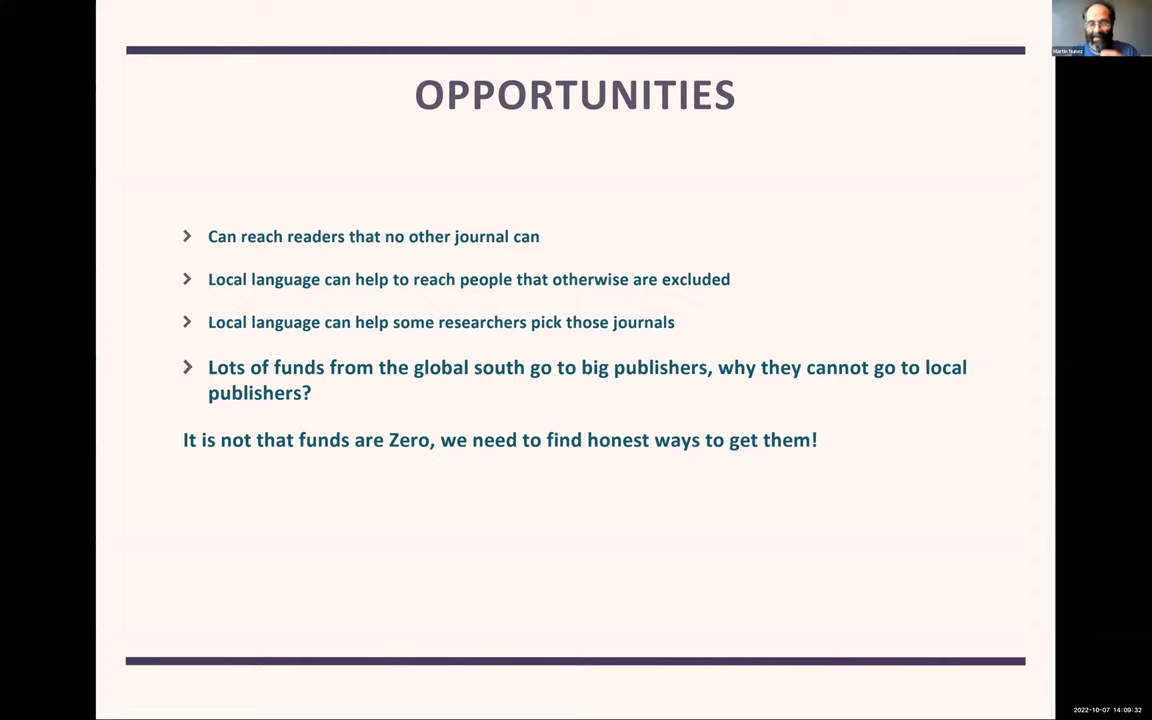 Martin Nuñez
OPPORTUNITIES
Can reach readers that no other journal can
Local language can help to reach people that otherwise are excluded
Local language can help some researchers pick those journals
Lots of funds from the global south go to big publishers, why they cannot go to local
publishers?
It is not that funds are Zero, we need to find honest ways to get them!
2022-10-07 14:09:32